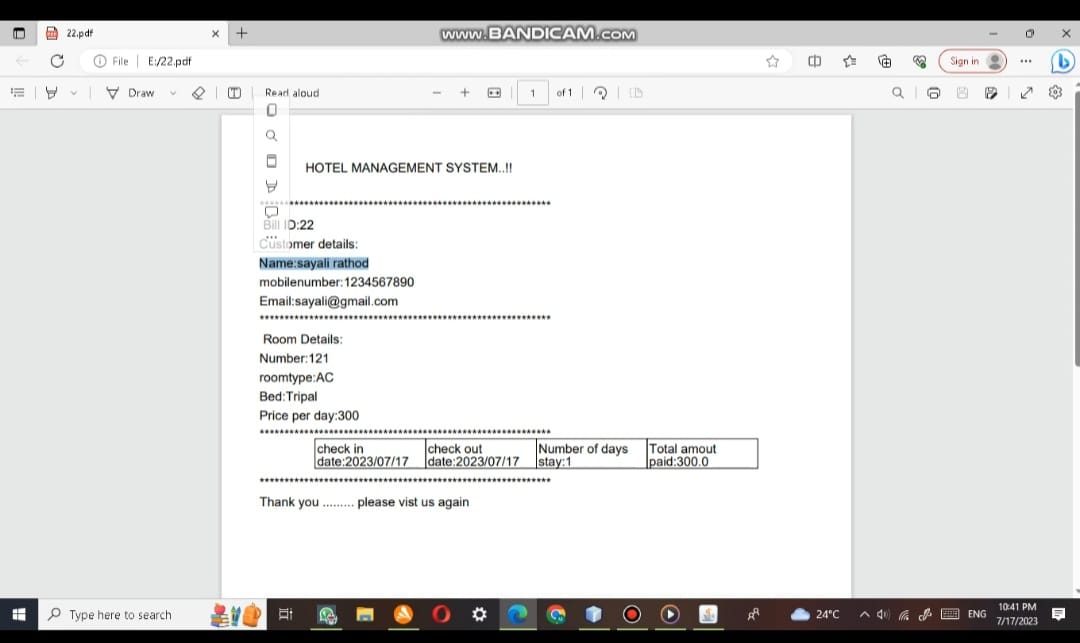 www.BANDICAM.com
22.pdf
File E:/22.pdf
Sign in
Draw
Read aloud
1 of 1
HOTEL MANAGEMENT SYSTEM..!!
**********************************************************
Bill ID:22
Customer details:
Name:sayali rathod
mobilenumber:1234567890
Email:sayali@gmail.com
**********************************************************
Room Details:
Number:121
roomtype:AC
Bed:Tripal
Price per day:300
**********************************************************
check in check out Number of days Total amout
date:2023/07/17 date:2023/07/17 stay:1 paid:300.0
**********************************************************
Thank you ......... please vist us again
Type here to search
24°C
ENG
10:41 PM
7/17/2023